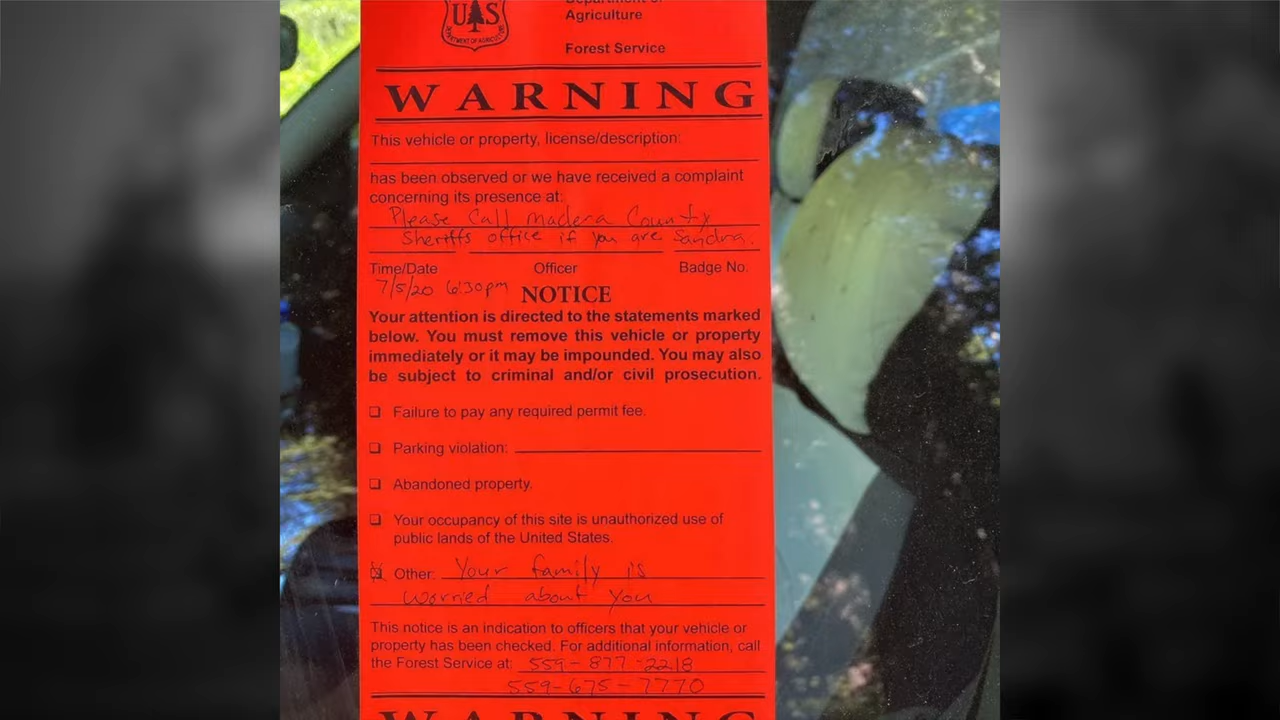 Department of
Agriculture
US
DEPARTMENT OF AGRICULTURE
Forest Service
WARNING
This vehicle or property, license/description:
has been observed or we have received a complaint
concerning its presence at:
Please Call Madera County
Sheriffs office if you are Sandra.
Time/Date Officer Badge No.
7/5/20 6:30pm
NOTICE
Your attention is directed to the statements marked
below. You must remove this vehicle or property
immediately or it may be impounded. You may also
be subject to criminal and/or civil prosecution.
Failure to pay any required permit fee.
Parking violation:
Abandoned property.
Your occupancy of this site is unauthorized use of
public lands of the United States.
Other: Your family is
worried about you
This notice is an indication to officers that your vehicle or
property has been checked. For additional information, call
the Forest Service at: 559-877-2218
559-675-7770
WARNING